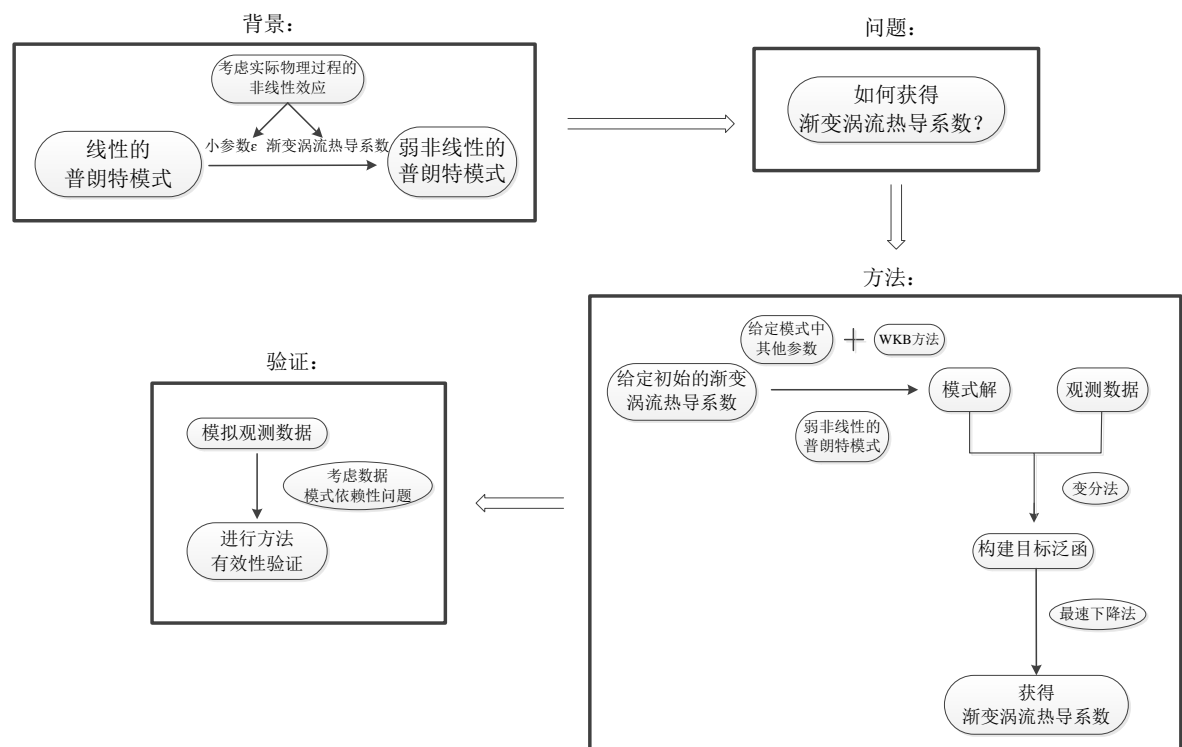 背景：
考虑实际物理过程的
非线性效应
小参数ε 渐变涡流热导系数
线性的
普朗特模式
弱非线性的
普朗特模式
问题：
如何获得
渐变涡流热导系数？
方法：
给定模式中
其他参数
WKB方法
给定初始的渐变
涡流热导系数
弱非线性的
普朗特模式
模式解
观测数据
变分法
构建目标泛函
最速下降法
获得
渐变涡流热导系数
验证：
模拟观测数据
考虑数据
模式依赖性问题
进行方法
有效性验证